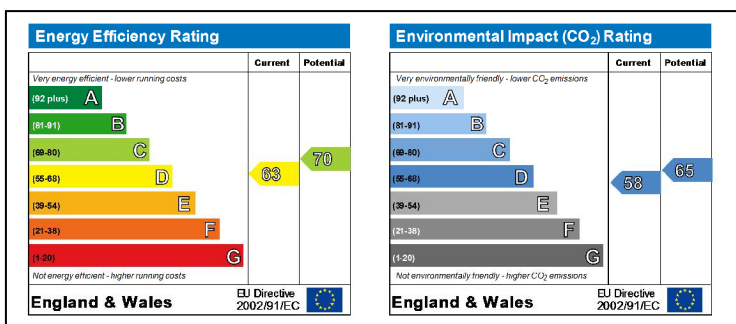 Energy Efficiency Rating
Current Potential
Very energy efficient - lower running costs
(92 plus) A
(81-91) B
(69-80) C
(55-68) D
(39-54) E
(21-38) F
(1-20) G
63
70
Not energy efficient - higher running costs
England & Wales
EU Directive
2002/91/EC
Environmental Impact (CO₂) Rating
Current Potential
Very environmentally friendly - lower CO₂ emissions
(92 plus) A
(81-91) B
(69-80) C
(55-68) D
(39-54) E
(21-38) F
(1-20) G
58
65
Not environmentally friendly - higher CO₂ emissions
England & Wales
EU Directive
2002/91/EC